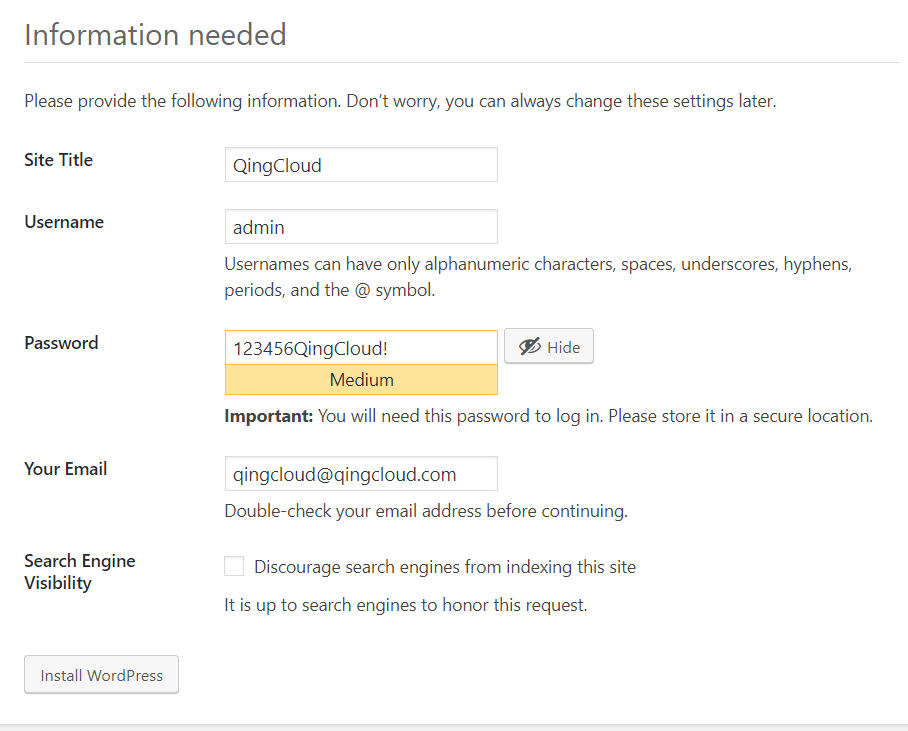 Information needed
Please provide the following information. Don’t worry, you can always change these settings later.
Site Title
QingCloud
Username
admin
Usernames can have only alphanumeric characters, spaces, underscores, hyphens,
periods, and the @ symbol.
Password
123456QingCloud!
Hide
Medium
Important: You will need this password to log in. Please store it in a secure location.
Your Email
qingcloud@qingcloud.com
Double-check your email address before continuing.
Search Engine
Visibility
Discourage search engines from indexing this site
It is up to search engines to honor this request.
Install WordPress